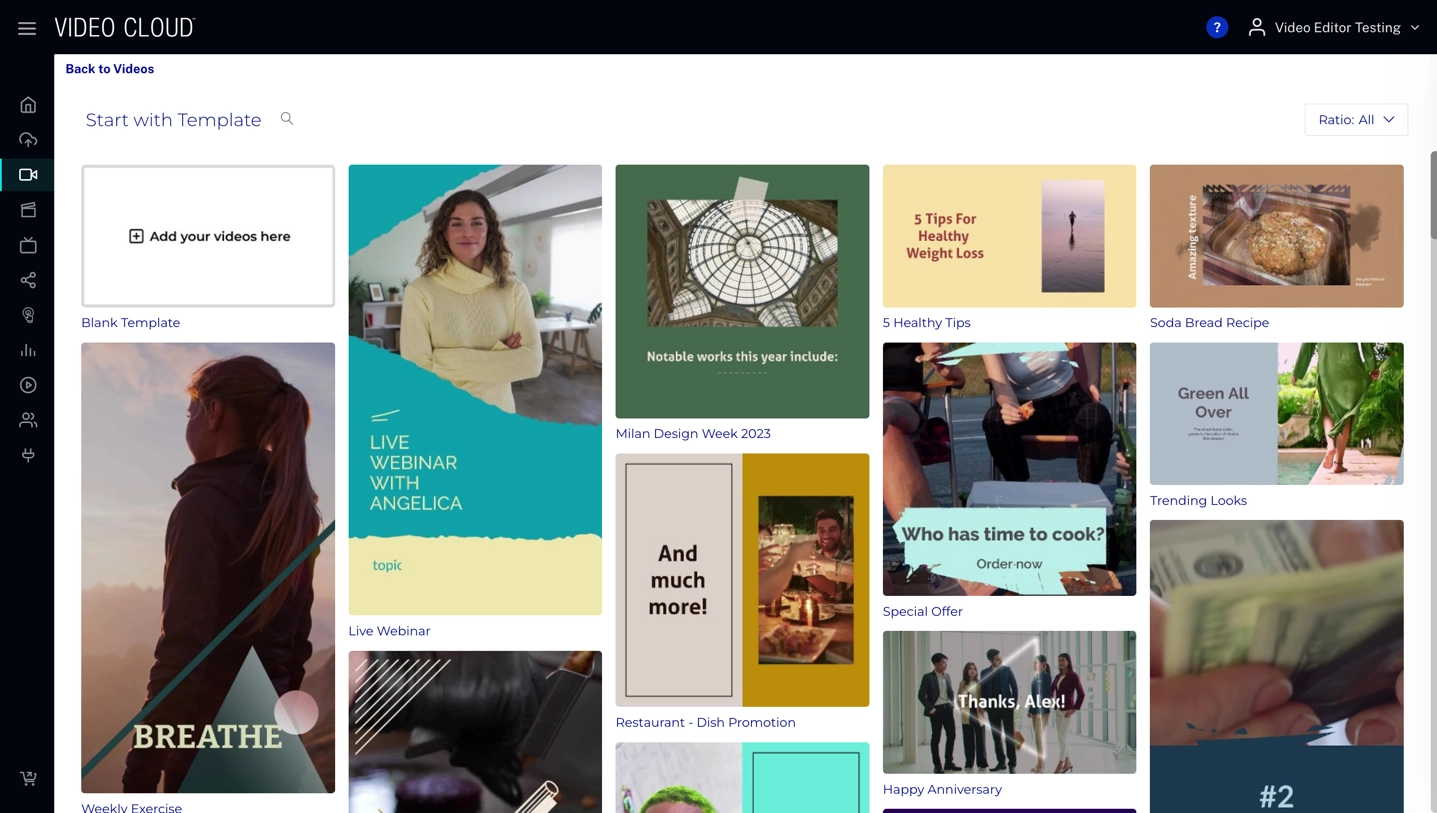 VIDEO CLOUD
?
Video Editor Testing
Back to Videos
Start with Template
Ratio: All
Add your videos here
Blank Template
BREATHE
Weekly Exercise
LIVE
WEBINAR
WITH
ANGELICA
topic
Live Webinar
Notable works this year include:
Milan Design Week 2023
And
much
more!
Restaurant - Dish Promotion
5 Tips For
Healthy
Weight Loss
5 Healthy Tips
Who has time to cook?
Order now
Special Offer
Thanks, Alex!
Happy Anniversary
Amazing texture
Soda Bread Recipe
Green All
Over
Trending Looks
#2